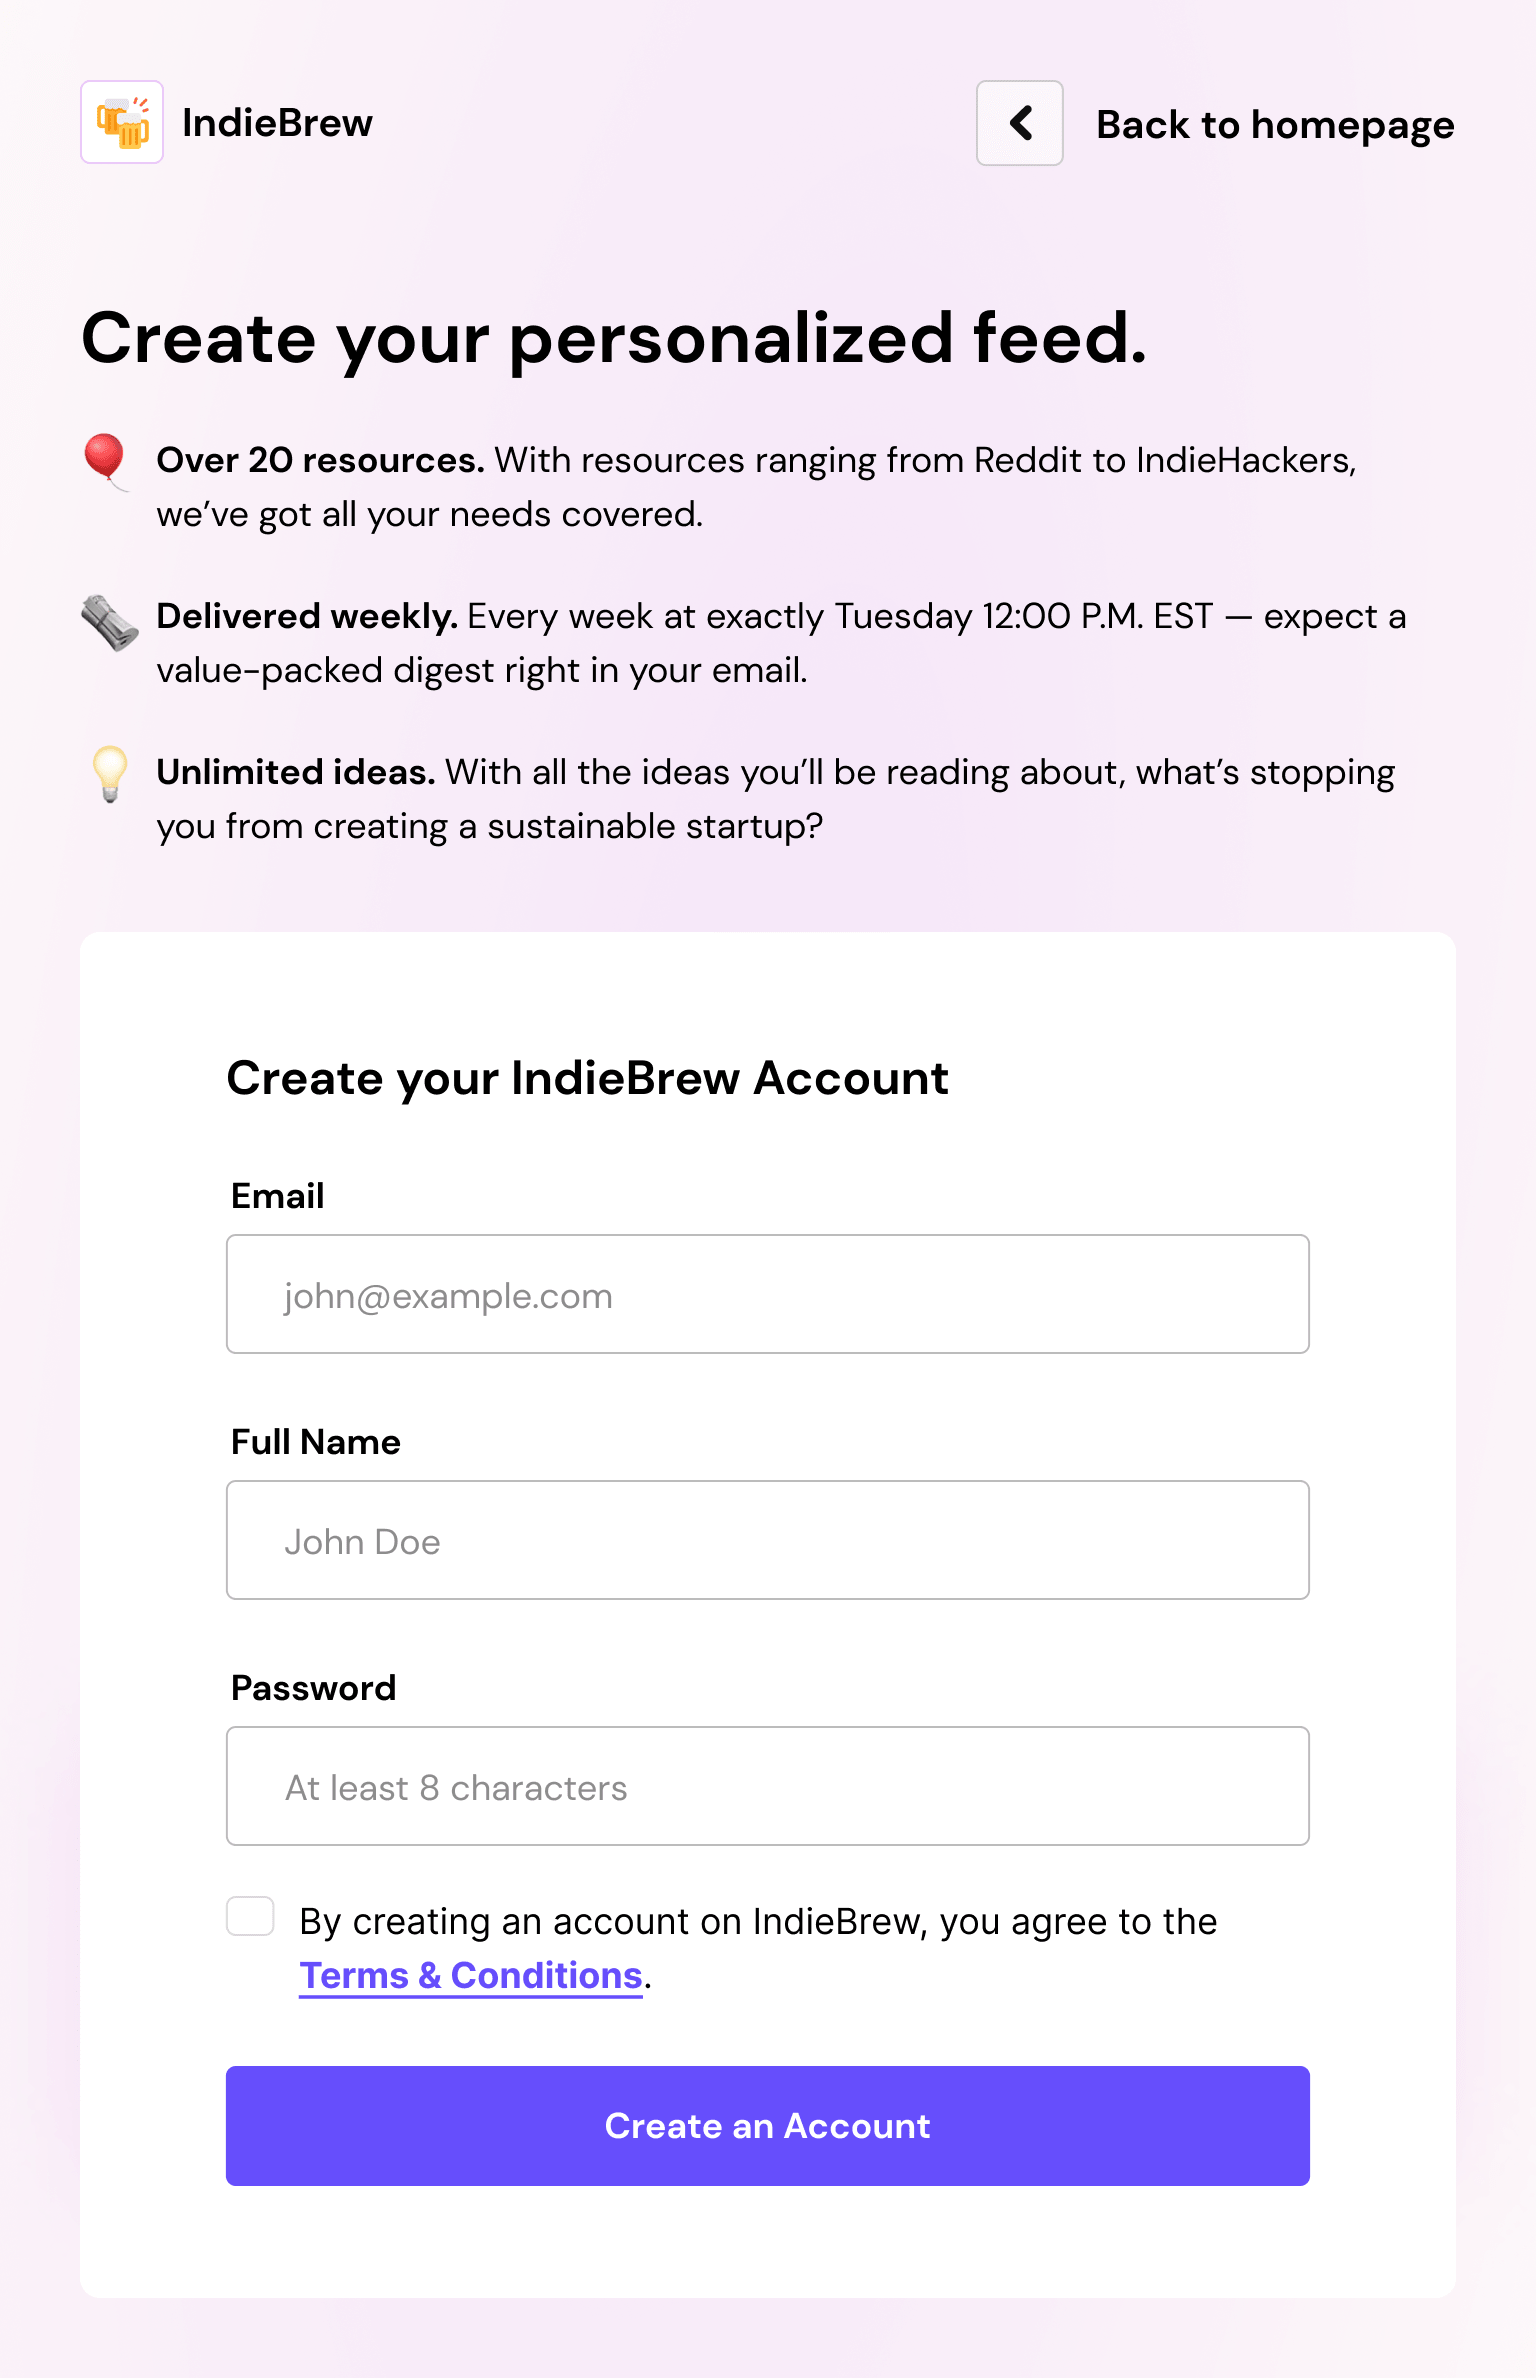 IndieBrew
Back to homepage
Create your personalized feed.
Over 20 resources. With resources ranging from Reddit to IndieHackers,
we’ve got all your needs covered.
Delivered weekly. Every week at exactly Tuesday 12:00 P.M. EST — expect a
value-packed digest right in your email.
Unlimited ideas. With all the ideas you’ll be reading about, what’s stopping
you from creating a sustainable startup?
Create your IndieBrew Account
Email
john@example.com
Full Name
John Doe
Password
At least 8 characters
By creating an account on IndieBrew, you agree to the
Terms & Conditions.
Create an Account